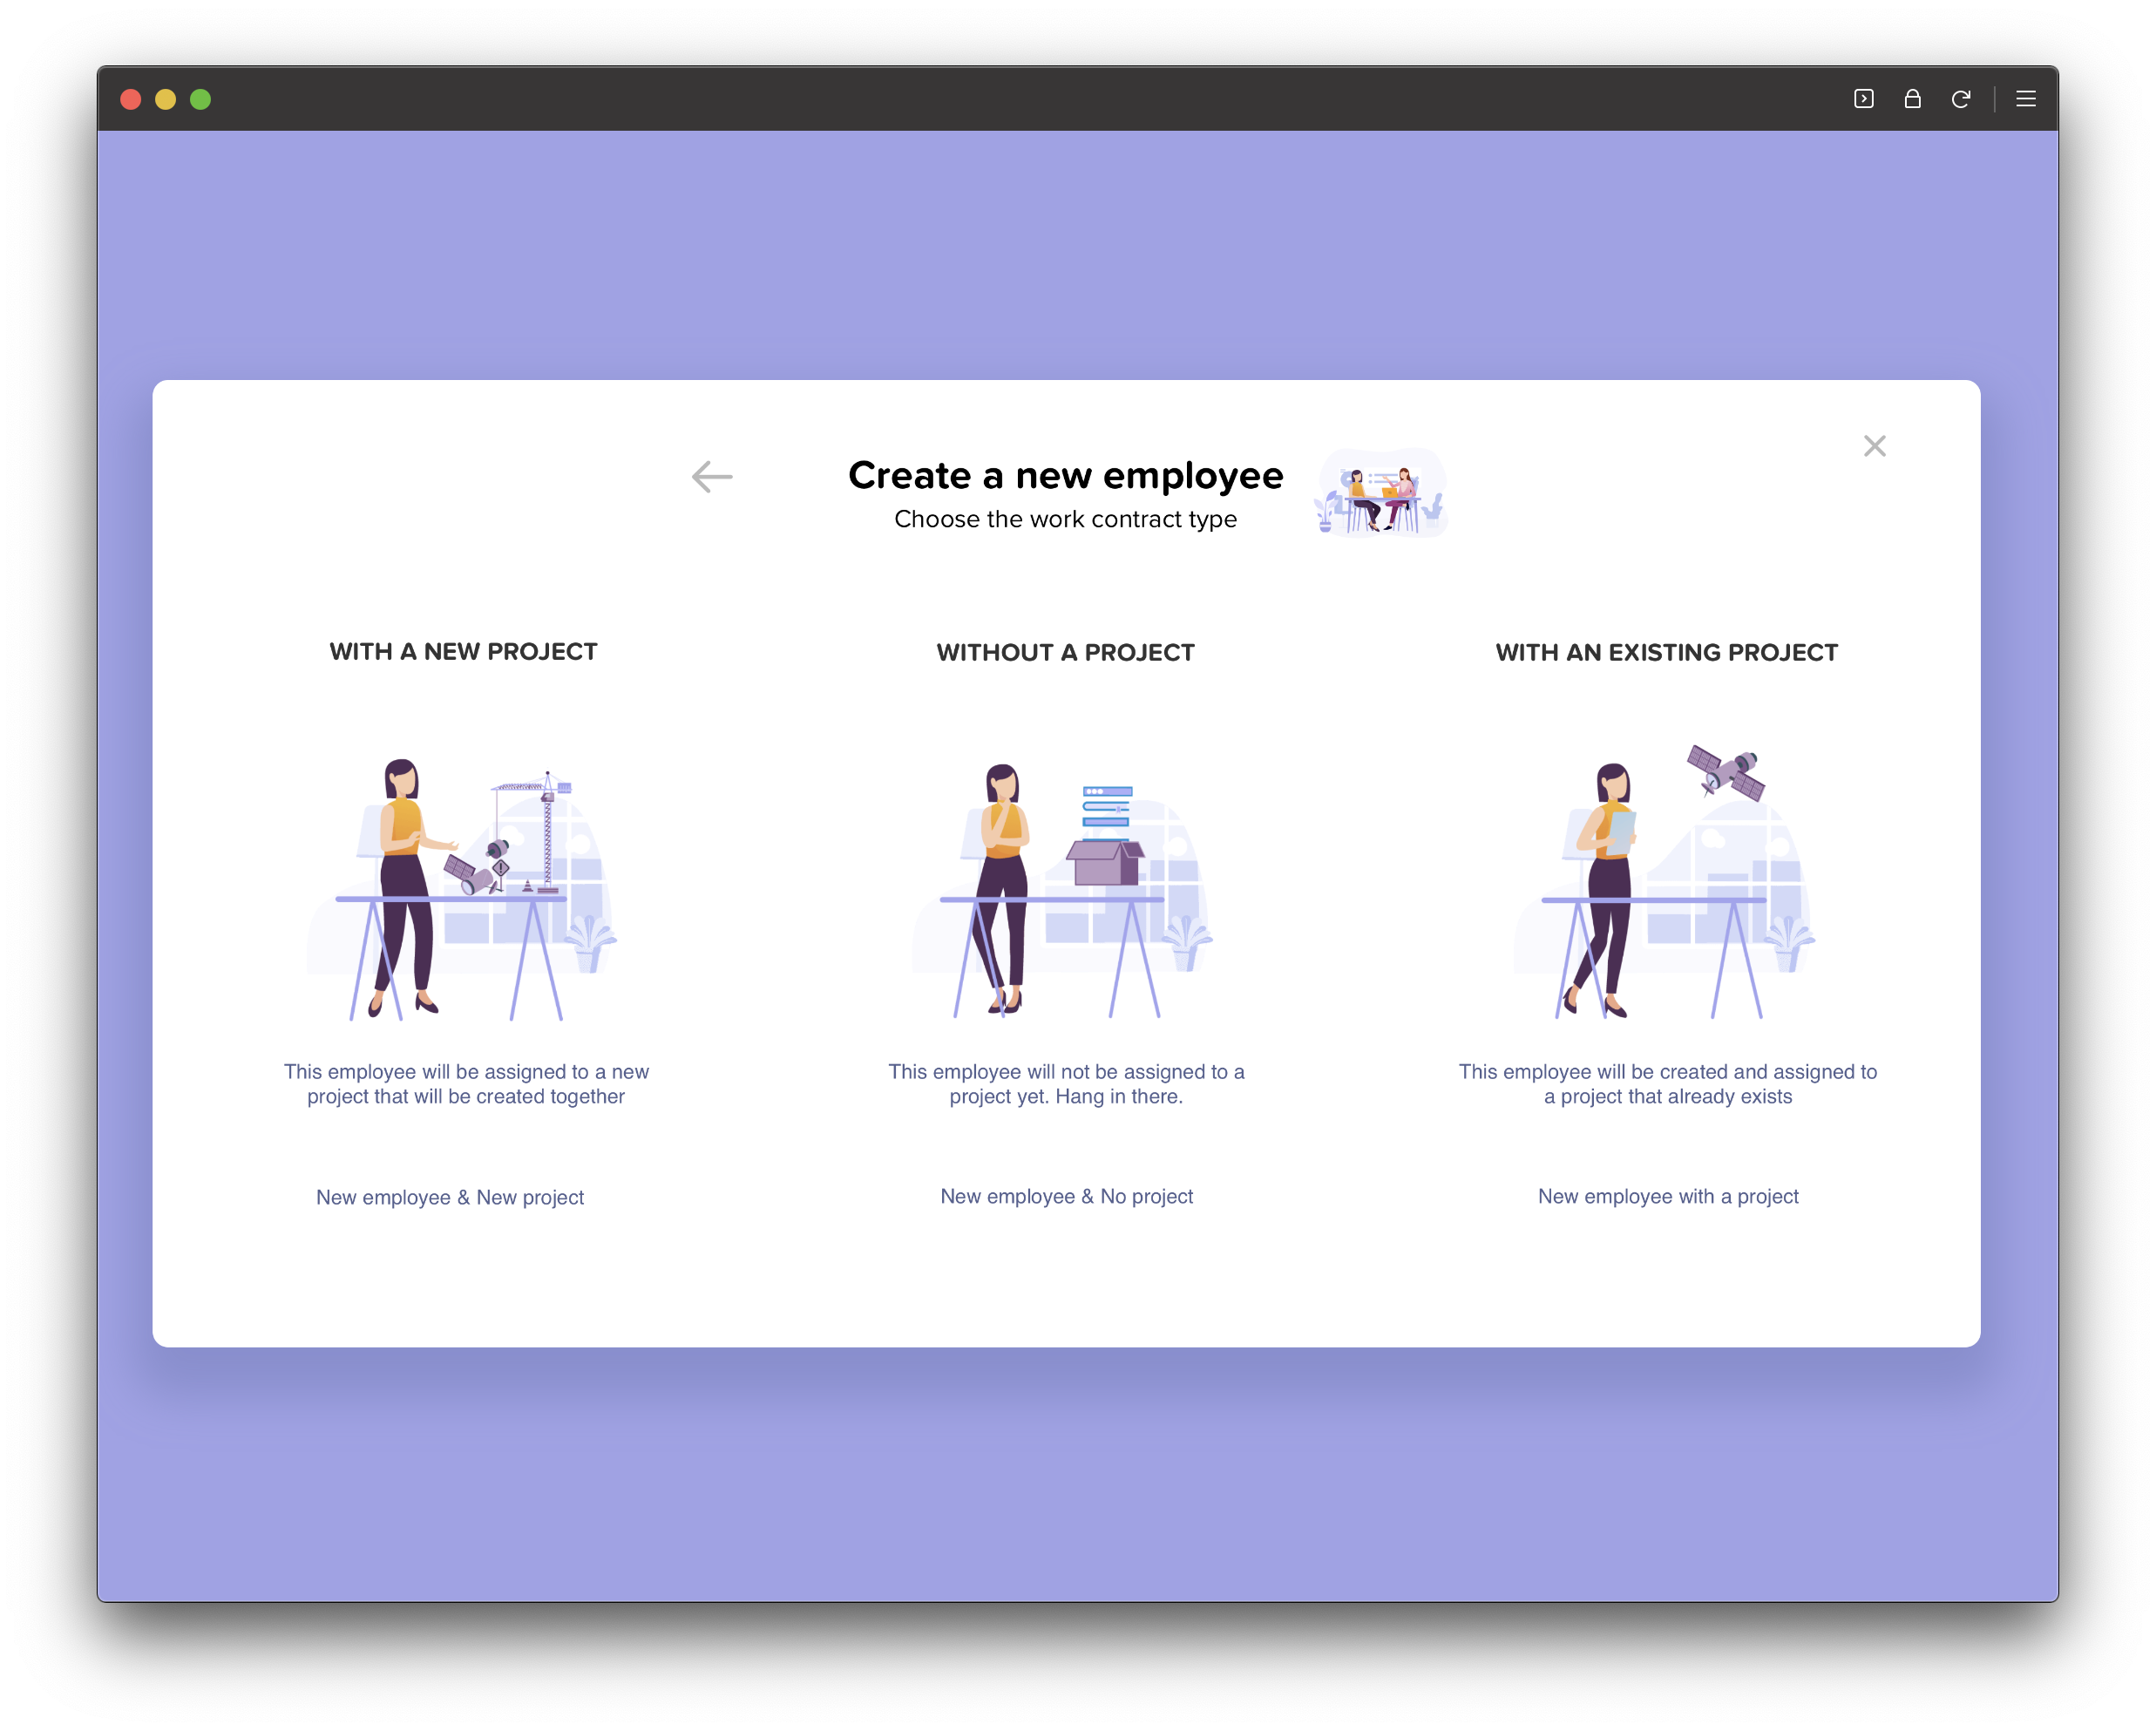 Create a new employee
Choose the work contract type
WITH A NEW PROJECT
WITHOUT A PROJECT
WITH AN EXISTING PROJECT
This employee will be assigned to a new
project that will be created together
This employee will not be assigned to a
project yet. Hang in there.
This employee will be created and assigned to
a project that already exists
New employee & New project
New employee & No project
New employee with a project